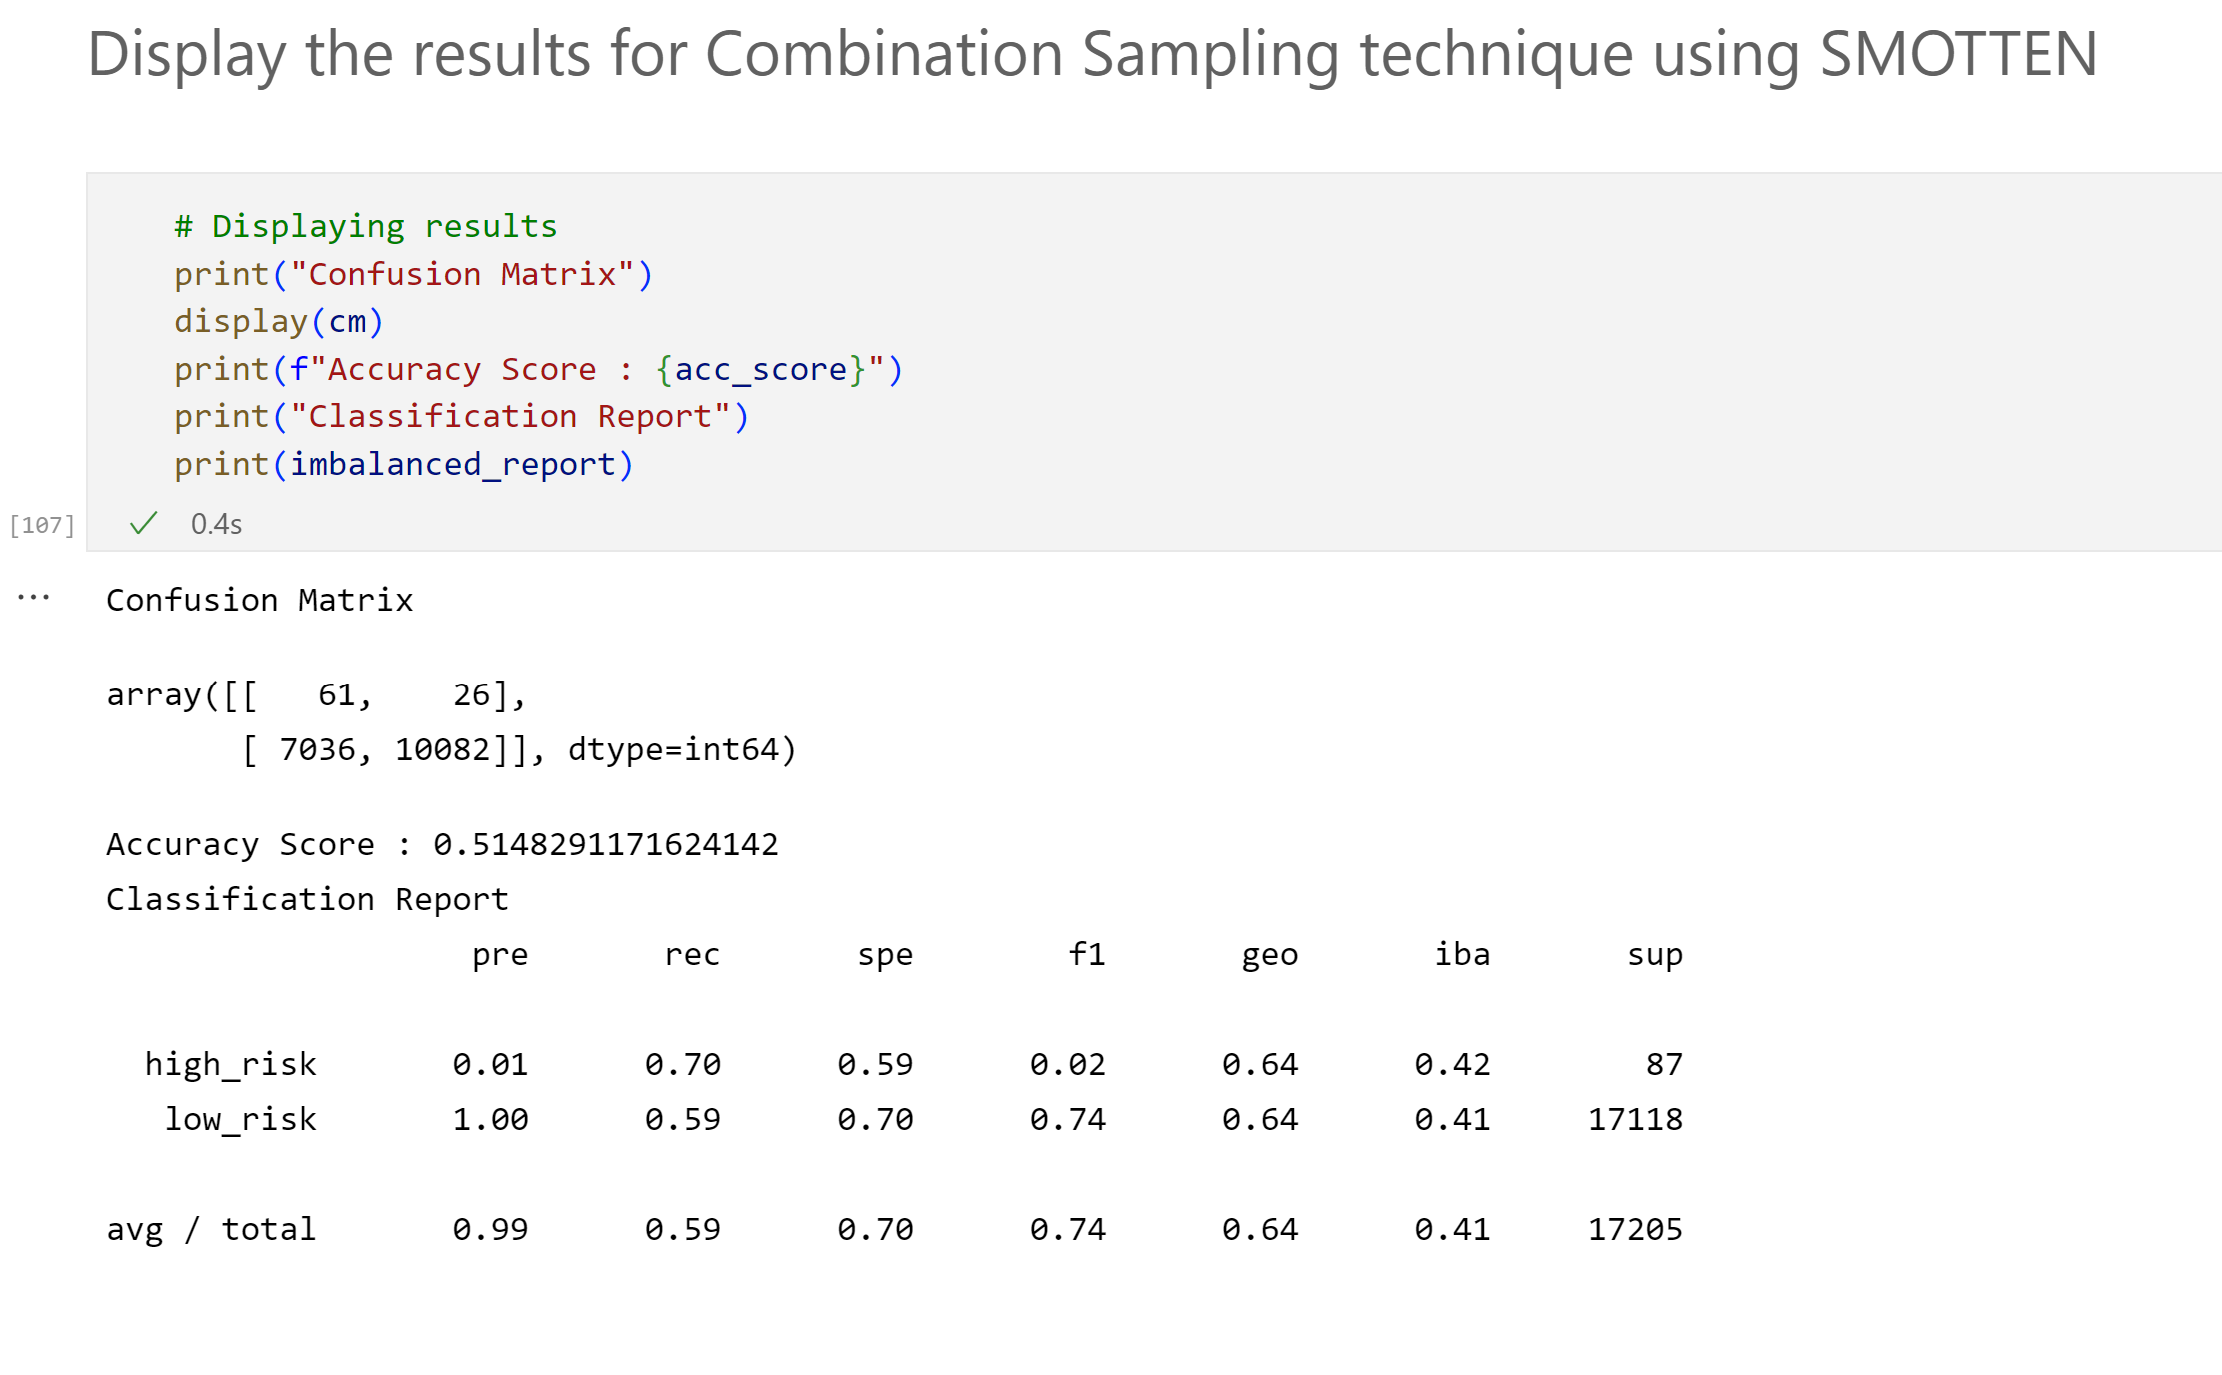 Display the results for Combination Sampling technique using SMOTTEN
# Displaying results
print("Confusion Matrix")
display(cm)
print(f"Accuracy Score : {acc_score}")
print("Classification Report")
print(imbalanced_report)
[107] ✓ 0.4s
... Confusion Matrix
array([[   61,    26],
       [ 7036, 10082]], dtype=int64)
Accuracy Score : 0.5148291171624142
Classification Report
                   pre       rec       spe        f1       geo       iba       sup
  high_risk       0.01      0.70      0.59      0.02      0.64      0.42        87
   low_risk       1.00      0.59      0.70      0.74      0.64      0.41     17118
avg / total       0.99      0.59      0.70      0.74      0.64      0.41     17205